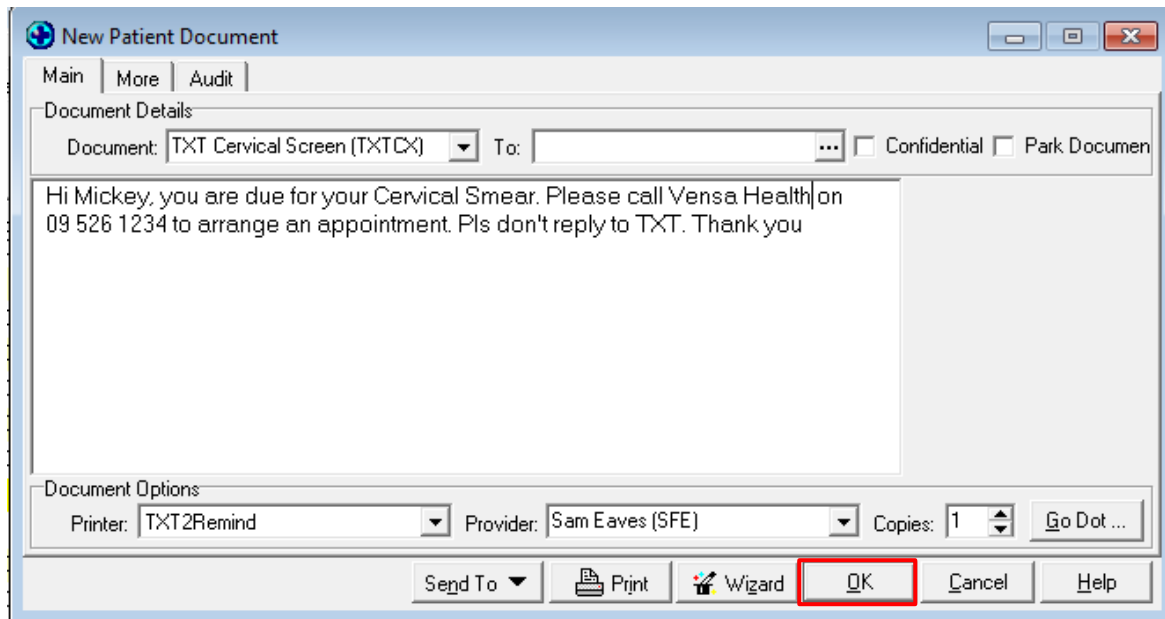 New Patient Document
Main More Audit
Document Details
Document: TXT Cervical Screen (TXTCX) To: ... Confidential Park Documen
Hi Mickey, you are due for your Cervical Smear. Please call Vensa Health on
09 526 1234 to arrange an appointment. Pls don't reply to TXT. Thank you
Document Options
Printer: TXT2Remind Provider: Sam Eaves (SFE) Copies: 1 Go Dot ...
Send To Print Wizard OK Cancel Help